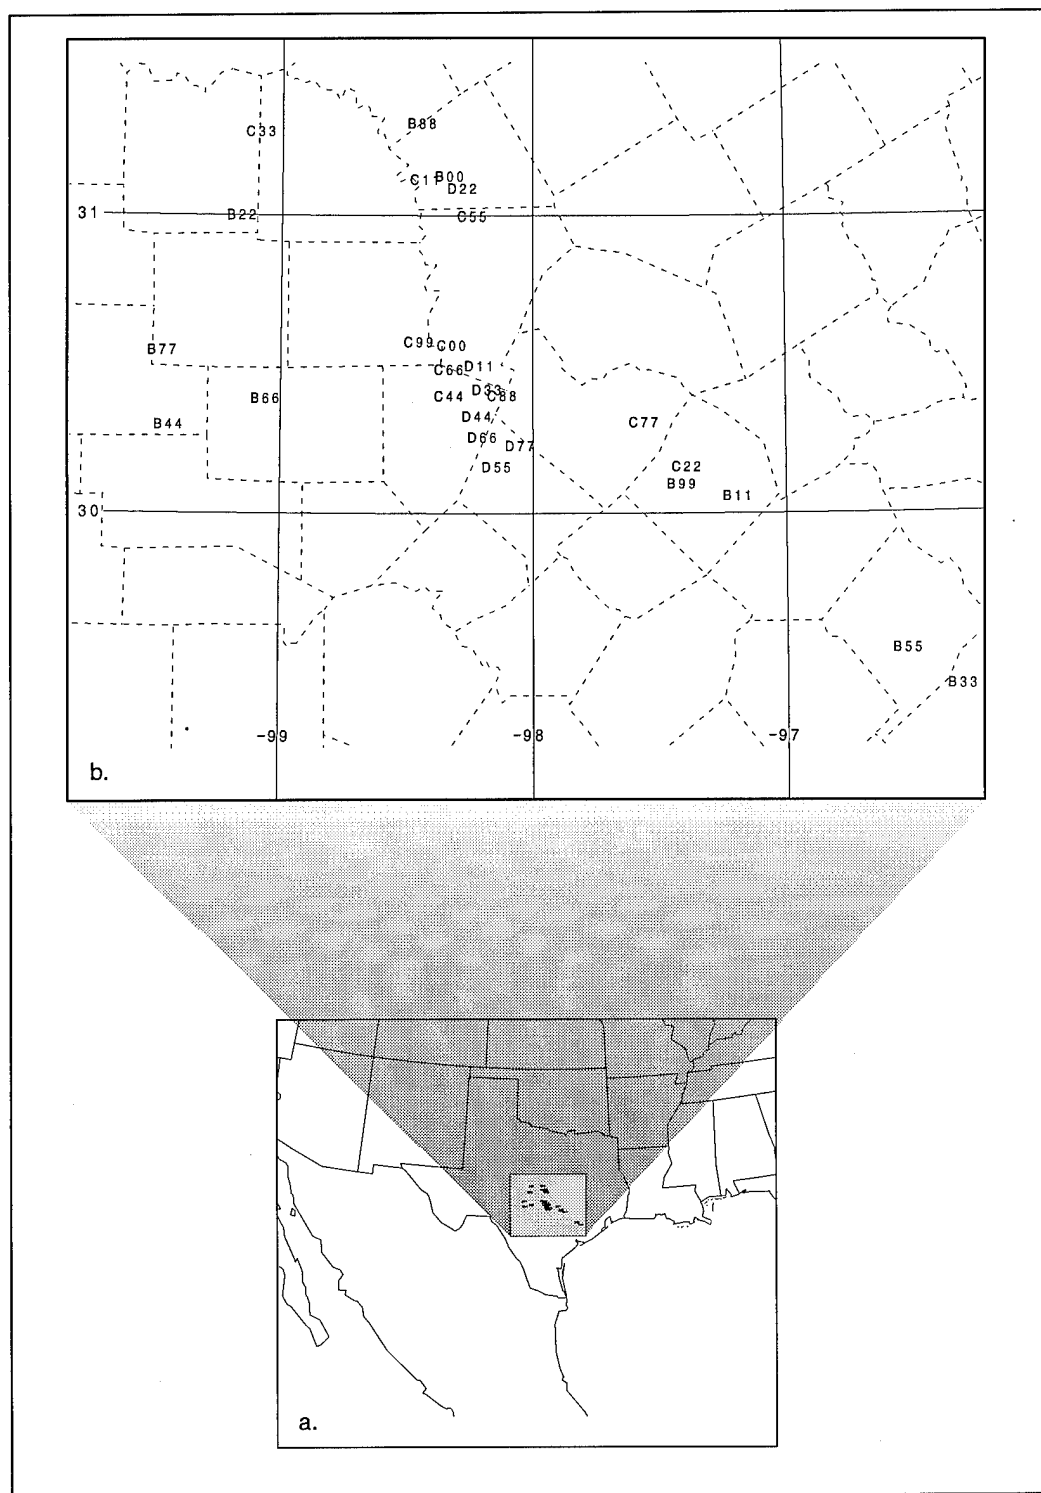 B88
C33
B00
C11
D22
31
B22
C55
C99
C00
B77
C66
D11
D33
B66
C44
C88
D44
B44
C77
D66
D77
D55
C22
B99
B11
30
B55
B33
-99
-98
-97
b.
a.